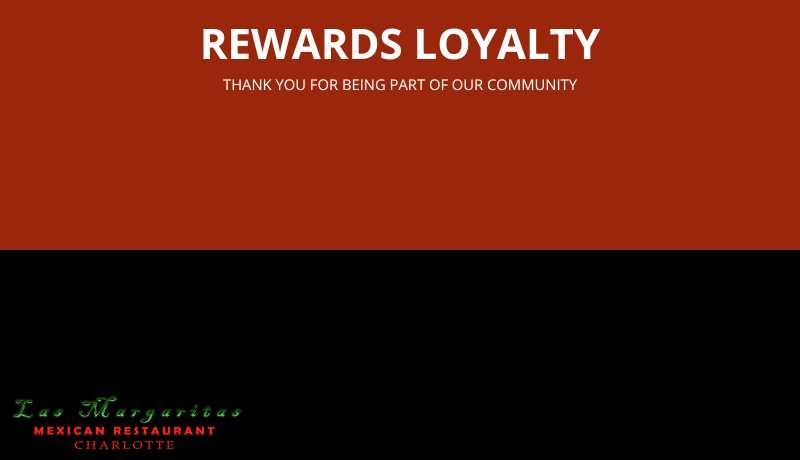 REWARDS LOYALTY
THANK YOU FOR BEING PART OF OUR COMMUNITY
Las Margaritas
MEXICAN RESTAURANT
CHARLOTTE